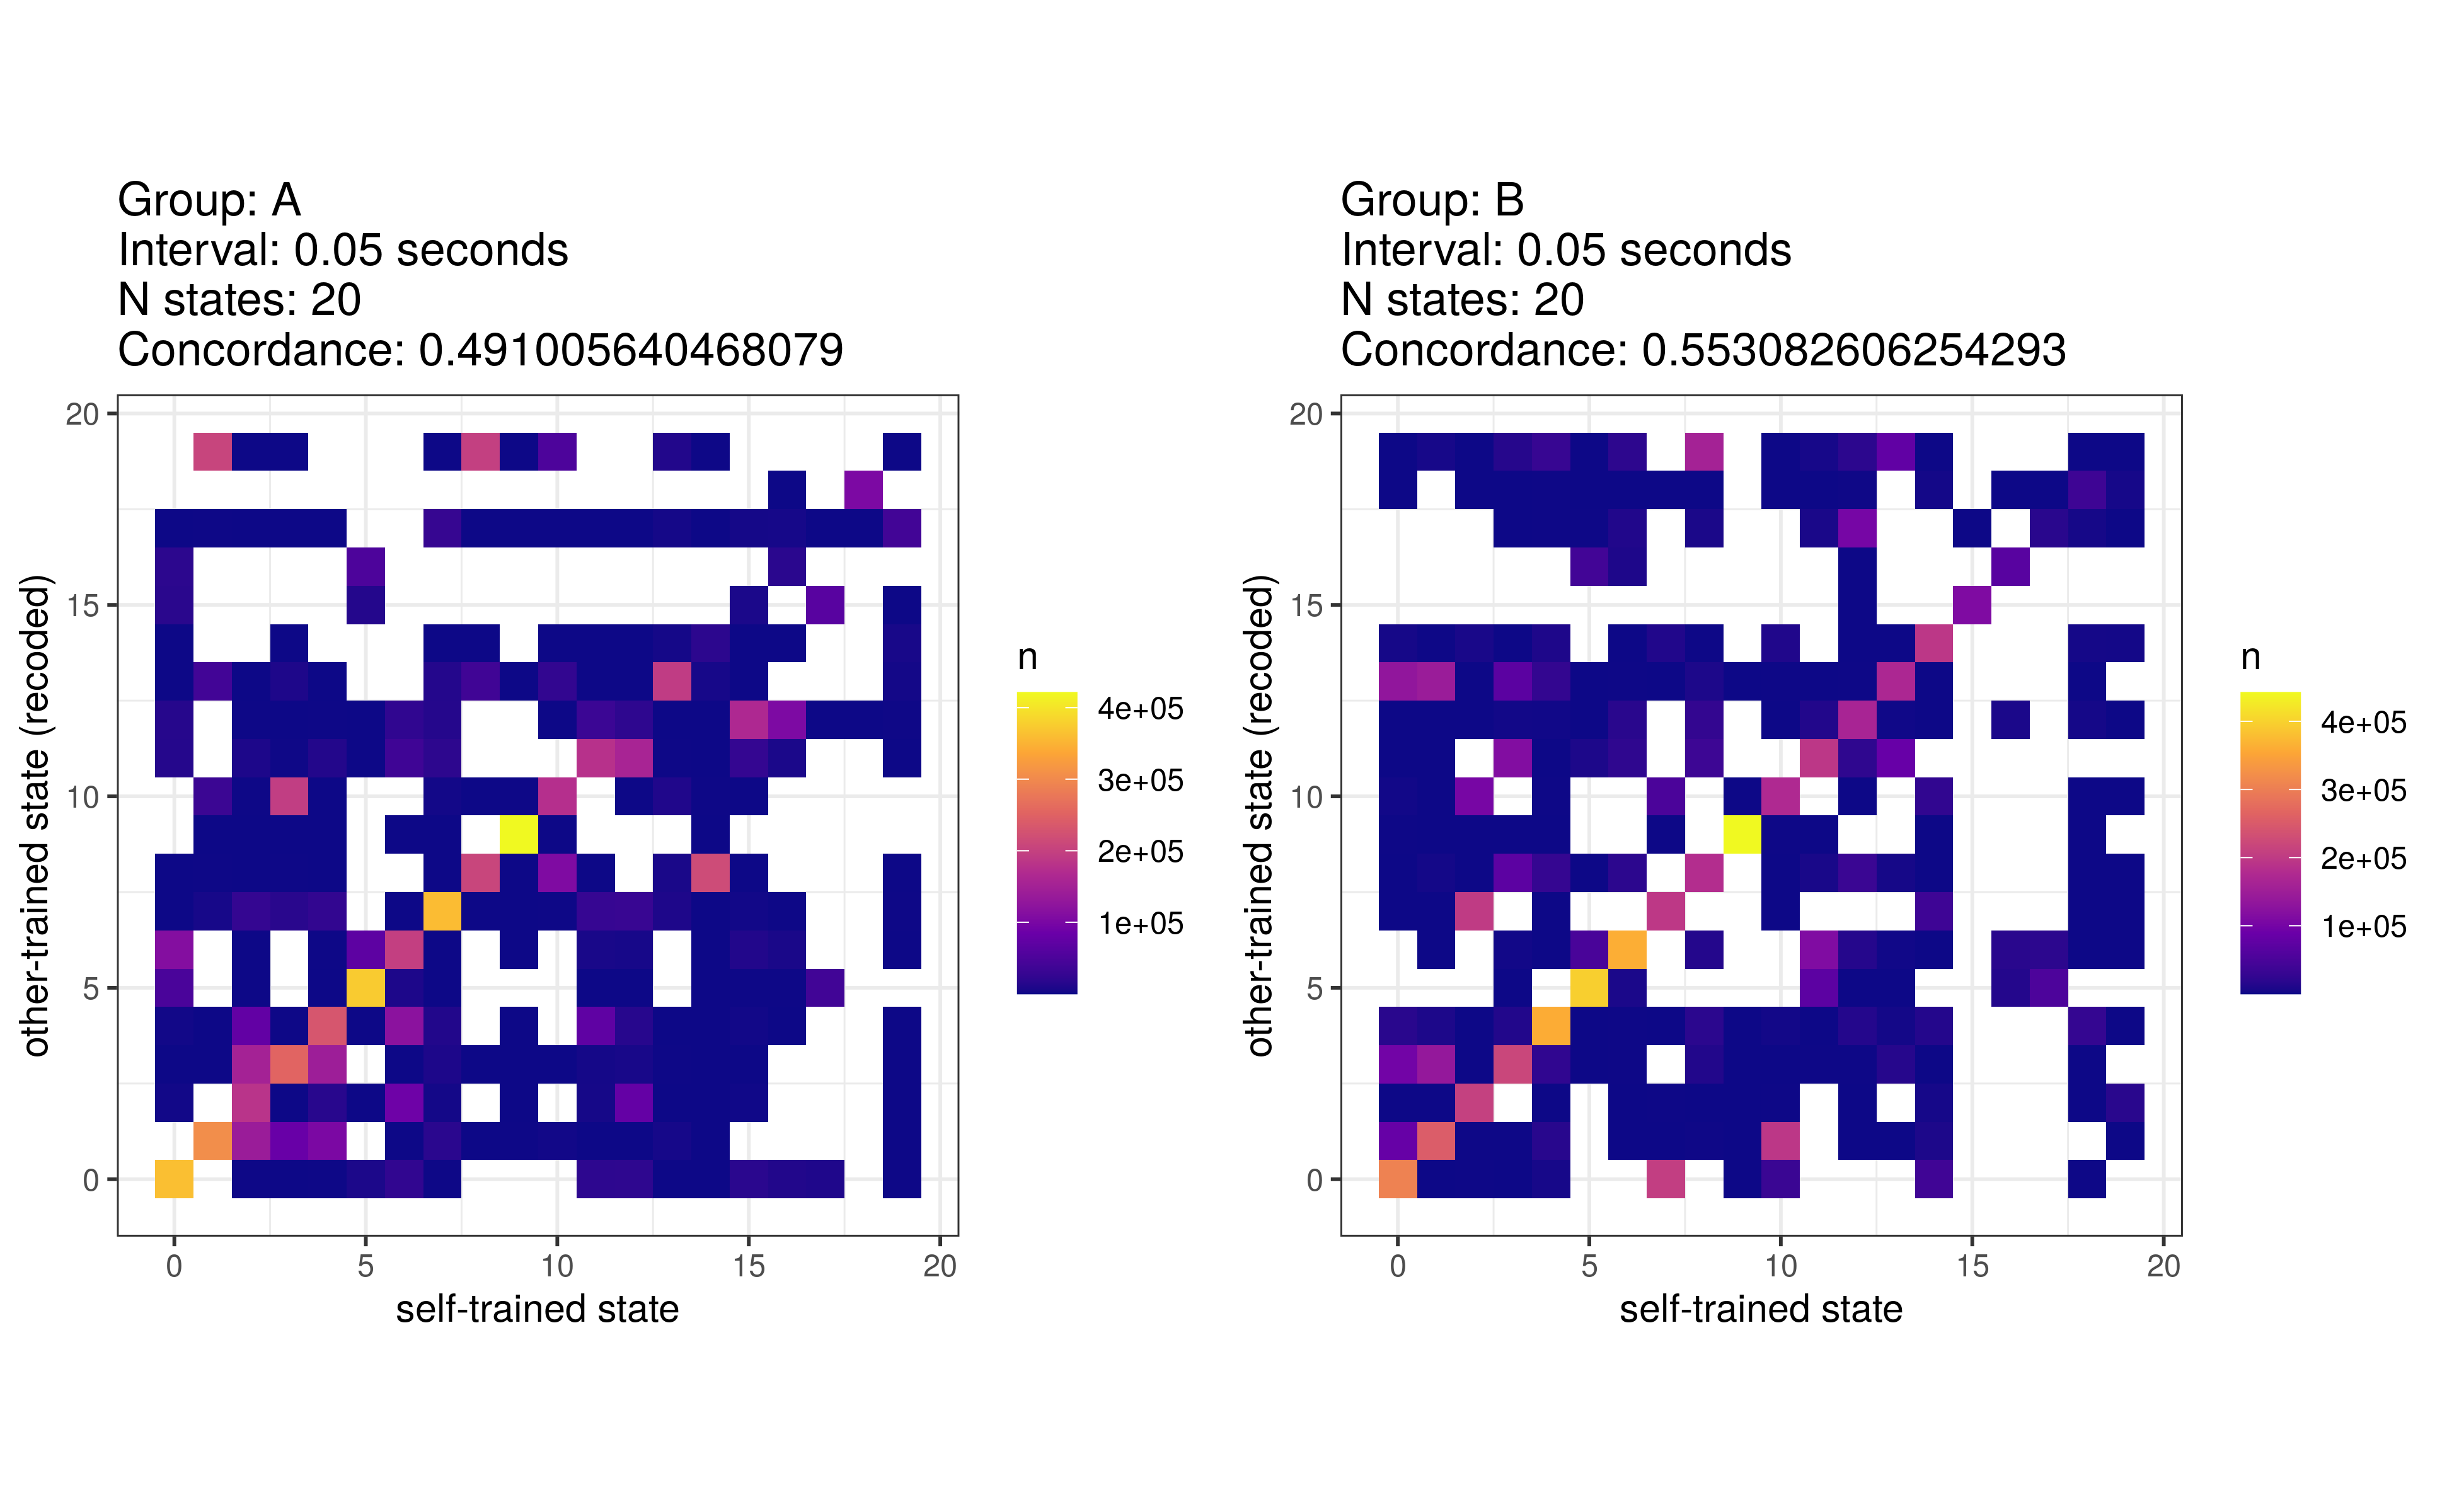 Group: A
Interval: 0.05 seconds
N states: 20
Concordance: 0.491005640468079
20
15
10
5
0
0 5 10 15 20
other-trained state (recoded)
self-trained state
n
4e+05
3e+05
2e+05
1e+05
Group: B
Interval: 0.05 seconds
N states: 20
Concordance: 0.553082606254293
20
15
10
5
0
0 5 10 15 20
other-trained state (recoded)
self-trained state
n
4e+05
3e+05
2e+05
1e+05